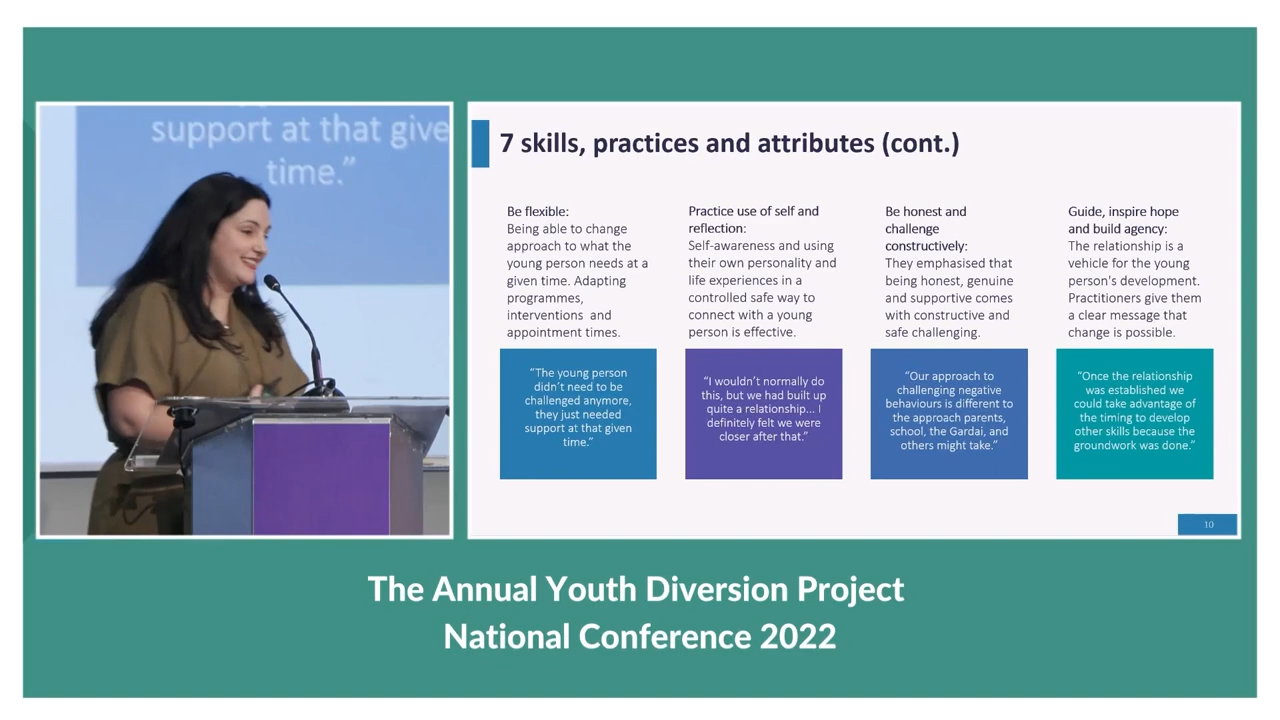 support at that give
time.”
7 skills, practices and attributes (cont.)
Be flexible:
Being able to change
approach to what the
young person needs at a
given time. Adapting
programmes,
interventions and
appointment times.
“The young person
didn’t need to be
challenged anymore,
they just needed
support at that given
time.”
Practice use of self and
reflection:
Self-awareness and using
their own personality and
life experiences in a
controlled safe way to
connect with a young
person is effective.
“I wouldn’t normally do
this, but we had built up
quite a relationship... I
definitely felt we were
closer after that.”
Be honest and
challenge
constructively:
They emphasised that
being honest, genuine
and supportive comes
with constructive and
safe challenging.
“Our approach to
challenging negative
behaviours is different to
the approach parents,
school, the Gardaí, and
others might take.”
Guide, inspire hope
and build agency:
The relationship is a
vehicle for the young
person's development.
Practitioners give them
a clear message that
change is possible.
“Once the relationship
was established we
could take advantage of
the timing to develop
other skills because the
groundwork was done.”
10
The Annual Youth Diversion Project
National Conference 2022